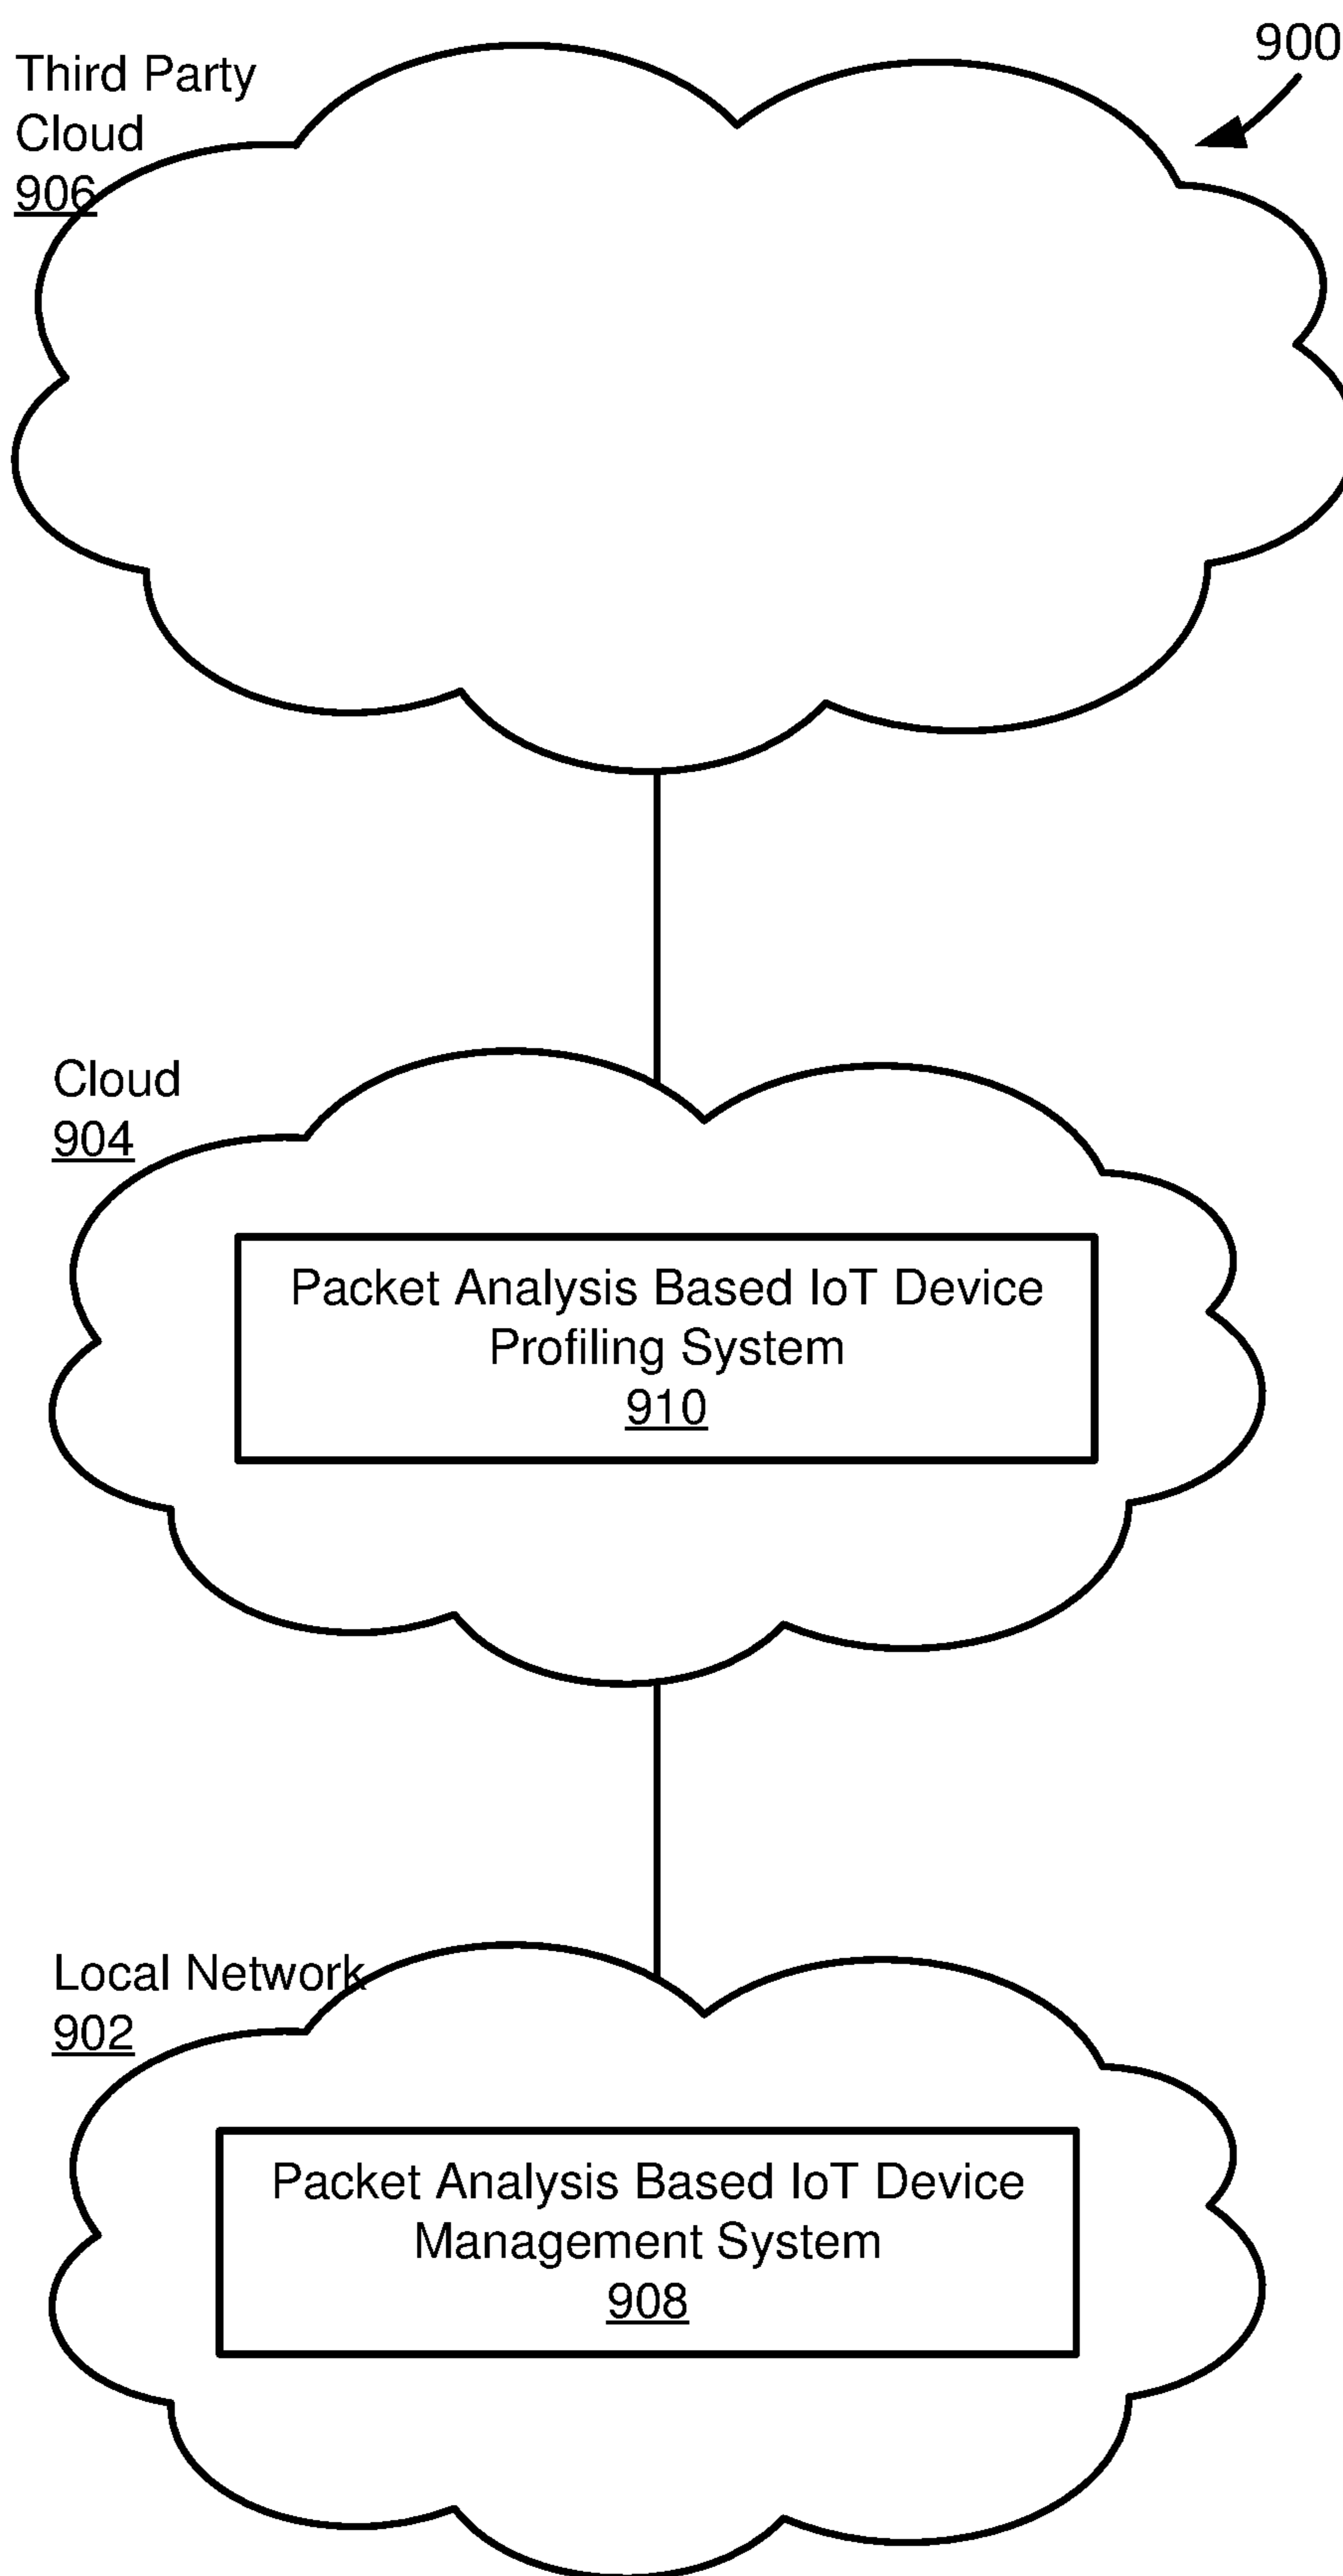 900
Third Party
Cloud
906
Cloud
904
Packet Analysis Based IoT Device
Profiling System
910
Local Network
902
Packet Analysis Based IoT Device
Management System
908